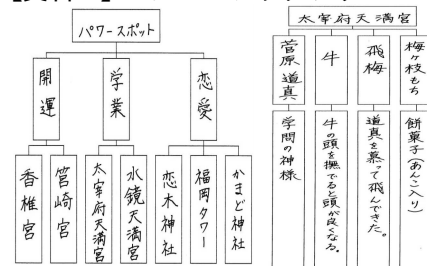 パワースポット
恋愛
かまど神社
福岡タワー
恋木神社
学業
水鏡天満宮
太宰府天満宮
開運
筥崎宮
香椎宮
太宰府天満宮
梅ヶ枝もち
餅菓子(あんこ入り)
飛梅
道真を慕って飛んできた。
牛
牛の頭を撫でると頭が良くなる。
菅原道真
学問の神様